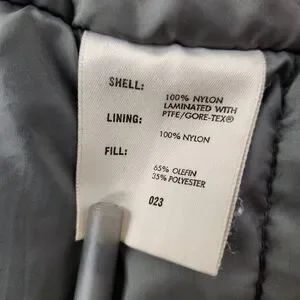 SHELL:
100% NYLON
LAMINATED WITH
PTFE/GORE-TEX®
LINING:
100% NYLON
FILL:
65% OLEFIN
35% POLYESTER
023